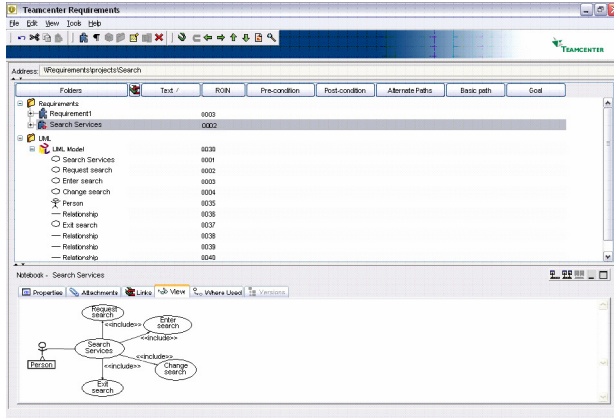 Teamcenter Requirements
File Edit View Tools Help
TEAMCENTER
Address: \\Requirements\projects\Search
Folders Text / ROIN Pre-condition Post-condition Alternate Paths Basic path Goal
Requirements
Requirement1 0003
Search Services 0002
UML
UML Model 0030
Search Services 0001
Request search 0002
Enter search 0003
Change search 0004
Person 0035
Relationship 0036
Exit search 0037
Relationship 0038
Relationship 0039
Relationship 0040
Notebook - Search Services
Properties Attachments Links View Where Used Versions
Request
search
<<include>>
Enter
search
<<include>>
Search
Services
Person
<<include>>
<<include>>
Change
search
Exit
search